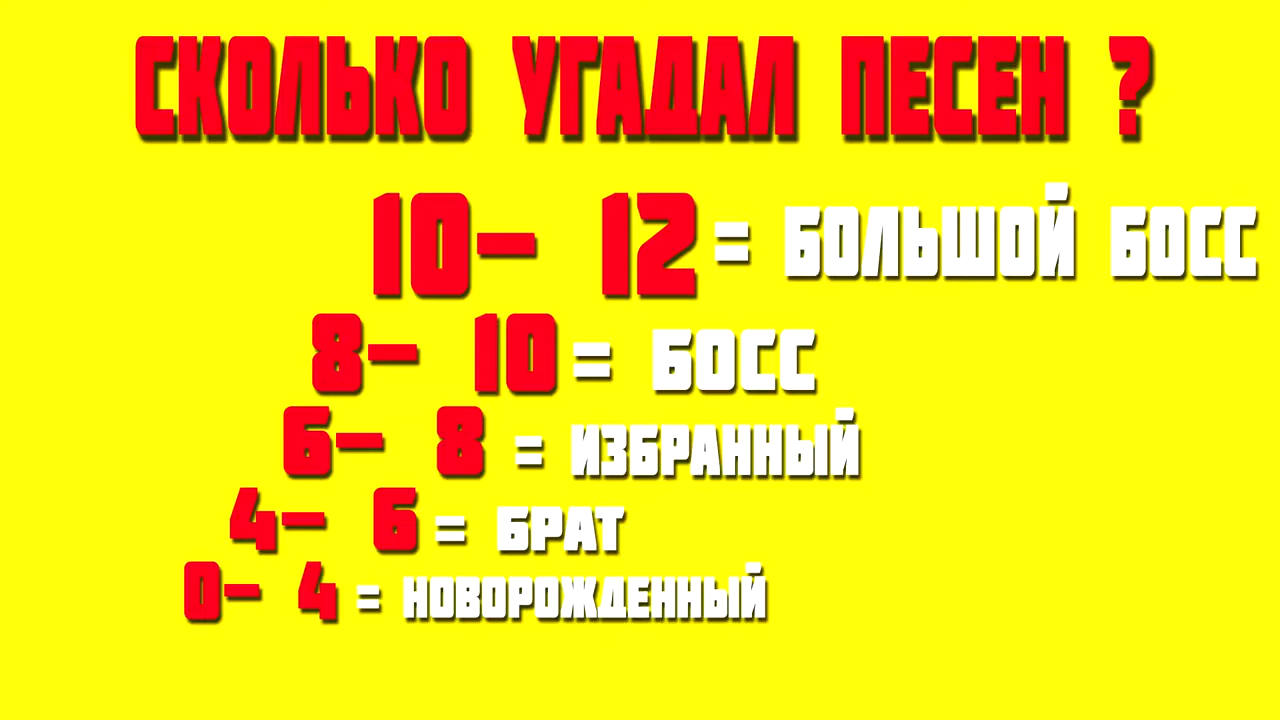 СКОЛЬКО УГАДАЛ ПЕСЕН ?
10- 12 = БОЛЬШОЙ БОСС
8- 10 = БОСС
6- 8 = ИЗБРАННЫЙ
4- 6 = БРАТ
0- 4 = НОВОРОЖДЕННЫЙ